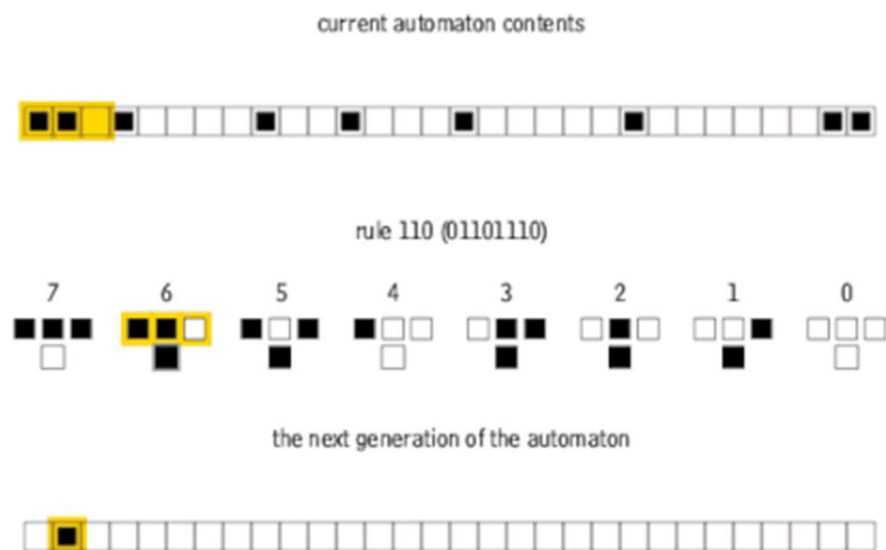 current automaton contents
rule 110 (01101110)
7 6 5 4 3 2 1 0
the next generation of the automaton